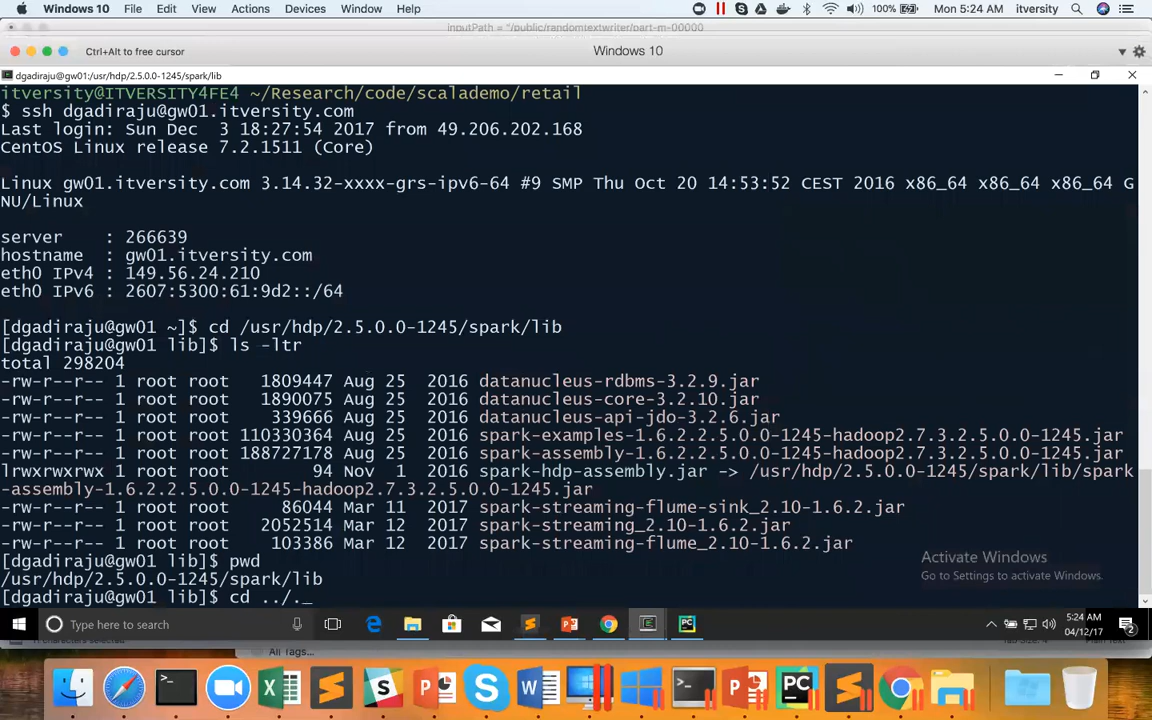 Windows 10 File Edit View Actions Devices Window Help 100% Mon 5:24 AM itversity
inputPath = "/public/randomtextwriter/part-m-00000
Ctrl+Alt to free cursor Windows 10
dgadiraju@gw01:/usr/hdp/2.5.0.0-1245/spark/lib
itversity@ITVERSITY4FE4 ~/Research/code/scalademo/retail
$ ssh dgadiraju@gw01.itversity.com
Last login: Sun Dec  3 18:27:54 2017 from 49.206.202.168
CentOS Linux release 7.2.1511 (Core)
Linux gw01.itversity.com 3.14.32-xxxx-grs-ipv6-64 #9 SMP Thu Oct 20 14:53:52 CEST 2016 x86_64 x86_64 x86_64 G
NU/Linux
server    : 266639
hostname  : gw01.itversity.com
eth0 IPv4 : 149.56.24.210
eth0 IPv6 : 2607:5300:61:9d2::/64
[dgadiraju@gw01 ~]$ cd /usr/hdp/2.5.0.0-1245/spark/lib
[dgadiraju@gw01 lib]$ ls -ltr
total 298204
-rw-r--r-- 1 root root   1809447 Aug 25  2016 datanucleus-rdbms-3.2.9.jar
-rw-r--r-- 1 root root   1890075 Aug 25  2016 datanucleus-core-3.2.10.jar
-rw-r--r-- 1 root root    339666 Aug 25  2016 datanucleus-api-jdo-3.2.6.jar
-rw-r--r-- 1 root root 110330364 Aug 25  2016 spark-examples-1.6.2.2.5.0.0-1245-hadoop2.7.3.2.5.0.0-1245.jar
-rw-r--r-- 1 root root 188727178 Aug 25  2016 spark-assembly-1.6.2.2.5.0.0-1245-hadoop2.7.3.2.5.0.0-1245.jar
lrwxrwxrwx 1 root root        94 Nov  1  2016 spark-hdp-assembly.jar -> /usr/hdp/2.5.0.0-1245/spark/lib/spark
-assembly-1.6.2.2.5.0.0-1245-hadoop2.7.3.2.5.0.0-1245.jar
-rw-r--r-- 1 root root     86044 Mar 11  2017 spark-streaming-flume-sink_2.10-1.6.2.jar
-rw-r--r-- 1 root root   2052514 Mar 12  2017 spark-streaming_2.10-1.6.2.jar
-rw-r--r-- 1 root root    103386 Mar 12  2017 spark-streaming-flume_2.10-1.6.2.jar
[dgadiraju@gw01 lib]$ pwd
/usr/hdp/2.5.0.0-1245/spark/lib
[dgadiraju@gw01 lib]$ cd ../._
Activate Windows
Go to Settings to activate Windows.
Type here to search
5:24 AM
04/12/17
All Tags...